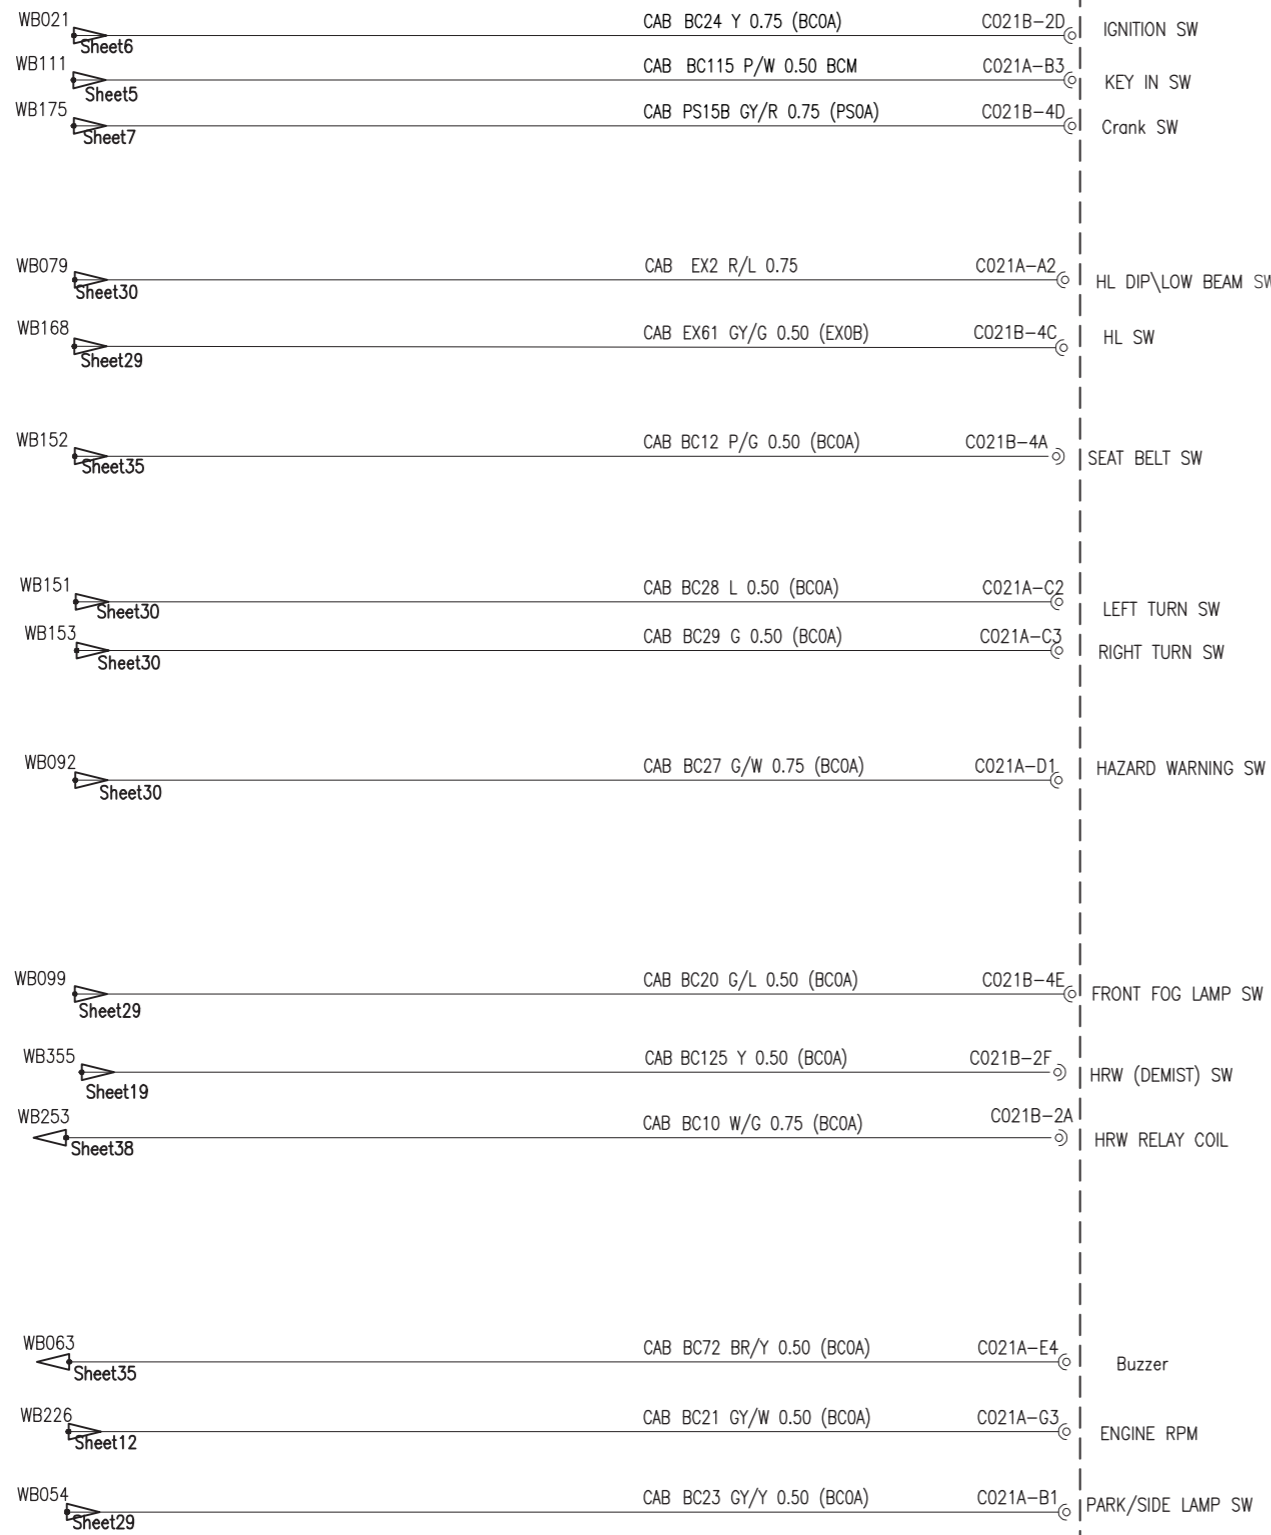 WB021 CAB BC24 Y 0.75 (BC0A) C021B-2D IGNITION SW
Sheet6
WB111 CAB BC115 P/W 0.50 BCM C021A-B3 KEY IN SW
Sheet5
WB175 CAB PS15B GY/R 0.75 (PS0A) C021B-4D Crank SW
Sheet7
WB079 CAB EX2 R/L 0.75 C021A-A2 HL DIP\LOW BEAM SW
Sheet30
WB168 CAB EX61 GY/G 0.50 (EX0B) C021B-4C HL SW
Sheet29
WB152 CAB BC12 P/G 0.50 (BC0A) C021B-4A SEAT BELT SW
Sheet35
WB151 CAB BC28 L 0.50 (BC0A) C021A-C2 LEFT TURN SW
Sheet30
WB153 CAB BC29 G 0.50 (BC0A) C021A-C3 RIGHT TURN SW
Sheet30
WB092 CAB BC27 G/W 0.75 (BC0A) C021A-D1 HAZARD WARNING SW
Sheet30
WB099 CAB BC20 G/L 0.50 (BC0A) C021B-4E FRONT FOG LAMP SW
Sheet29
WB355 CAB BC125 Y 0.50 (BC0A) C021B-2F HRW (DEMIST) SW
Sheet19
WB253 CAB BC10 W/G 0.75 (BC0A) C021B-2A HRW RELAY COIL
Sheet38
WB063 CAB BC72 BR/Y 0.50 (BC0A) C021A-E4 Buzzer
Sheet35
WB226 CAB BC21 GY/W 0.50 (BC0A) C021A-G3 ENGINE RPM
Sheet12
WB054 CAB BC23 GY/Y 0.50 (BC0A) C021A-B1 PARK/SIDE LAMP SW
Sheet29